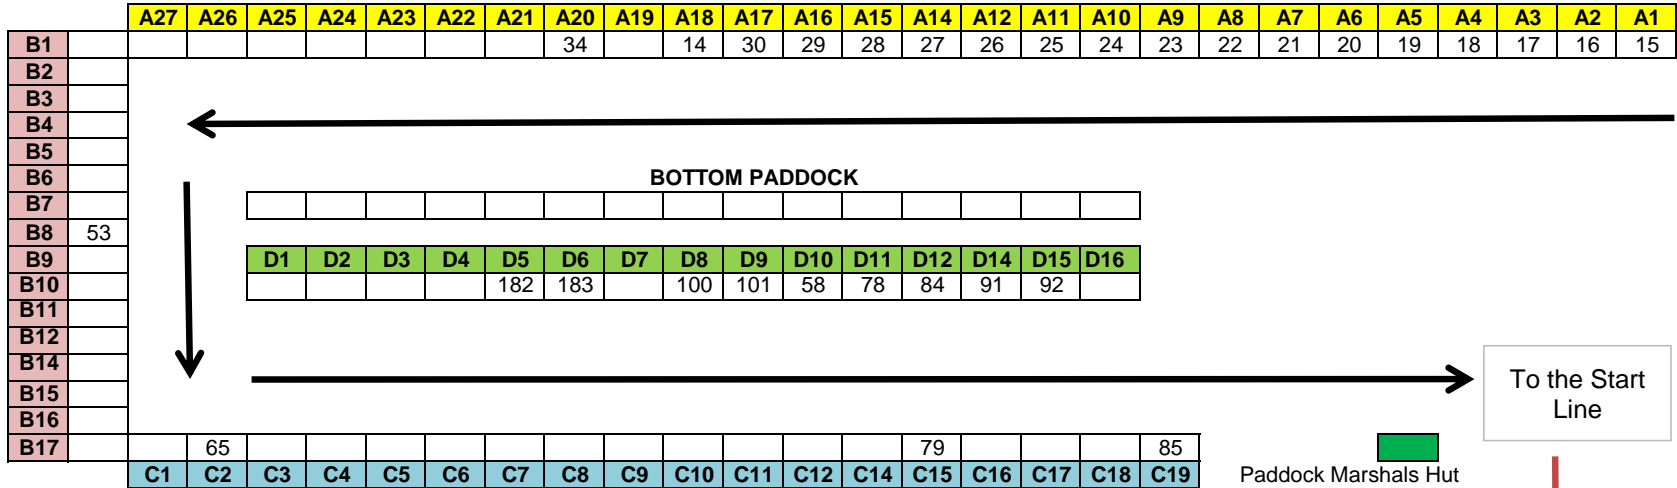 A27 A26 A25 A24 A23 A22 A21 A20 A19 A18 A17 A16 A15 A14 A12 A11 A10 A9 A8 A7 A6 A5 A4 A3 A2 A1
B1 34 14 30 29 28 27 26 25 24 23 22 21 20 19 18 17 16 15
B2
B3
B4
B5
B6 BOTTOM PADDOCK
B7
B8 53
B9 D1 D2 D3 D4 D5 D6 D7 D8 D9 D10 D11 D12 D14 D15 D16
B10 182 183 100 101 58 78 84 91 92
B11
B12
B14
B15
B16
To the Start
Line
B17 65 79 85
C1 C2 C3 C4 C5 C6 C7 C8 C9 C10 C11 C12 C14 C15 C16 C17 C18 C19 Paddock Marshals Hut